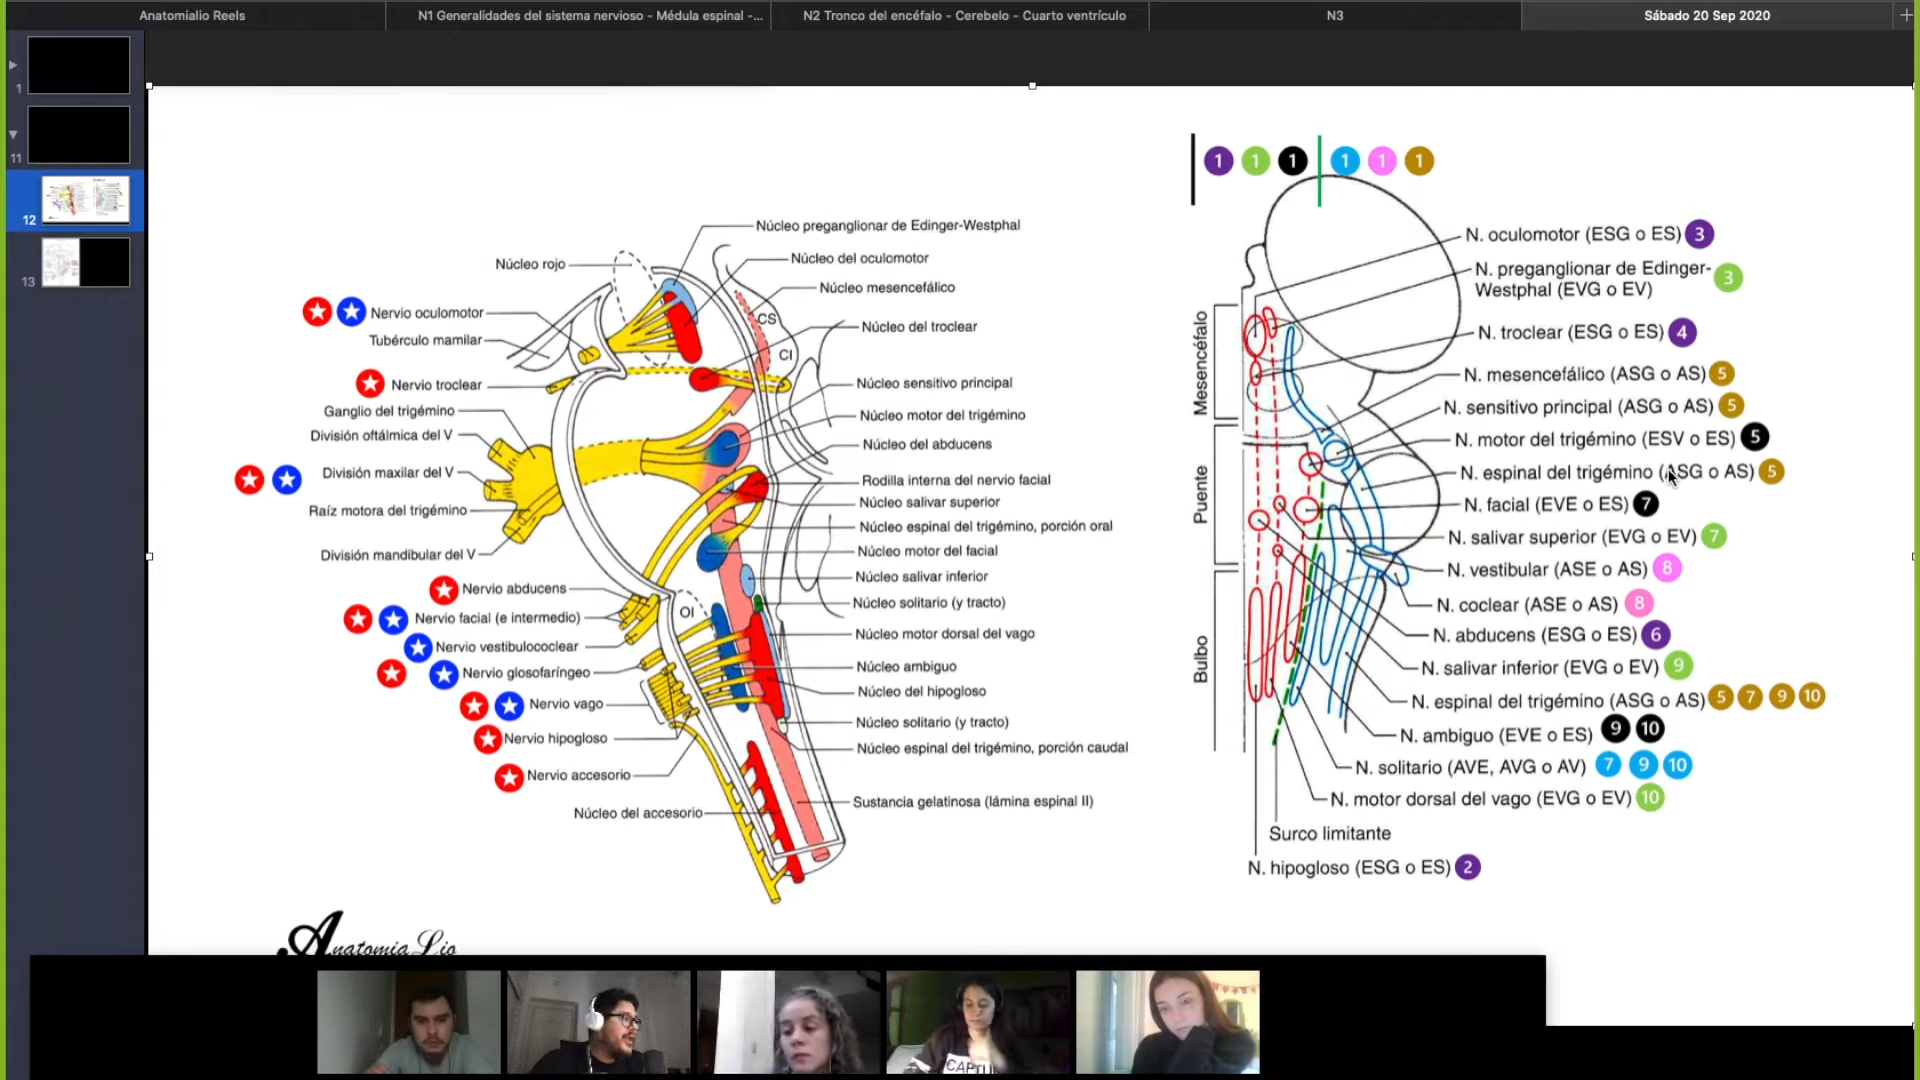 Anatomialio Reels
N1 Generalidades del sistema nervioso - Médula espinal -...
N2 Tronco del encéfalo - Cerebelo - Cuarto ventrículo
N3
Sábado 20 Sep 2020
1
11
12
13
Núcleo preganglionar de Edinger-Westphal
Núcleo rojo
Núcleo del oculomotor
Núcleo mesencefálico
Nervio oculomotor
CS
Núcleo del troclear
Tubérculo mamilar
CI
Nervio troclear
Núcleo sensitivo principal
Ganglio del trigémino
Núcleo motor del trigémino
División oftálmica del V
Núcleo del abducens
División maxilar del V
Rodilla interna del nervio facial
Núcleo salivar superior
Raíz motora del trigémino
Núcleo espinal del trigémino, porción oral
División mandibular del V
Núcleo motor del facial
Núcleo salivar inferior
Nervio abducens
Núcleo solitario (y tracto)
OI
Nervio facial (e intermedio)
Núcleo motor dorsal del vago
Nervio vestibulococlear
Núcleo ambiguo
Nervio glosofaríngeo
Núcleo del hipogloso
Nervio vago
Núcleo solitario (y tracto)
Nervio hipogloso
Núcleo espinal del trigémino, porción caudal
Nervio accesorio
Sustancia gelatinosa (lámina espinal II)
Núcleo del accesorio
Anatomia Lio
1 1 1 1 1 1
Mesencéfalo
Puente
Bulbo
N. oculomotor (ESG o ES) 3
N. preganglionar de Edinger-
Westphal (EVG o EV) 3
N. troclear (ESG o ES) 4
N. mesencefálico (ASG o AS) 5
N. sensitivo principal (ASG o AS) 5
N. motor del trigémino (ESV o ES) 5
N. espinal del trigémino (ASG o AS) 5
N. facial (EVE o ES) 7
N. salivar superior (EVG o EV) 7
N. vestibular (ASE o AS) 8
N. coclear (ASE o AS) 8
N. abducens (ESG o ES) 6
N. salivar inferior (EVG o EV) 9
N. espinal del trigémino (ASG o AS) 5 7 9 10
N. ambiguo (EVE o ES) 9 10
N. solitario (AVE, AVG o AV) 7 9 10
N. motor dorsal del vago (EVG o EV) 10
Surco limitante
N. hipogloso (ESG o ES) 2